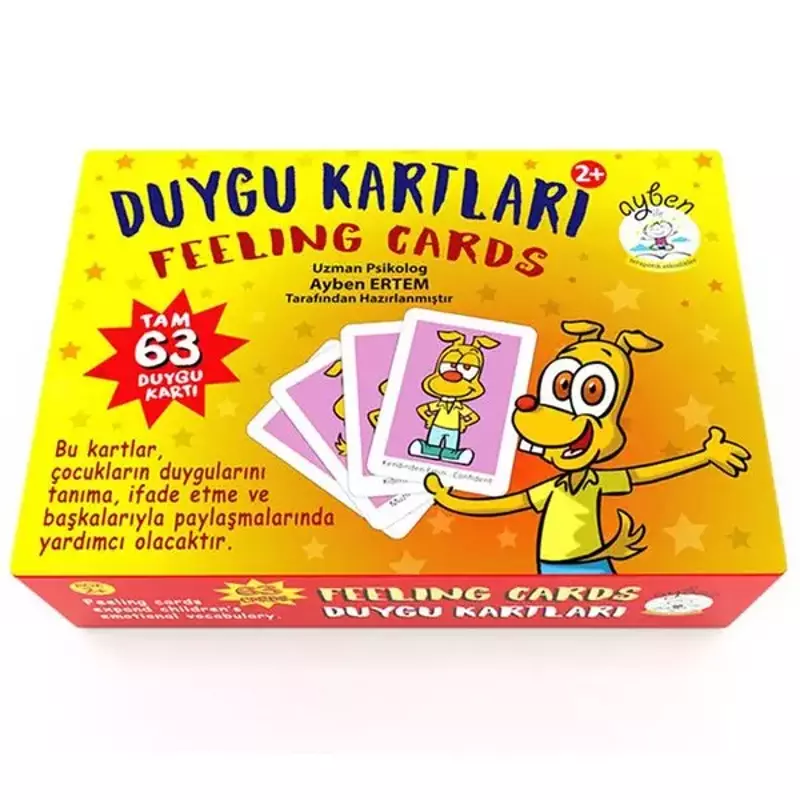 DUYGU KARTLARI
2+
FEELING CARDS
Uzman Psikolog
Ayben ERTEM
Tarafından Hazırlanmıştır
ayben
ile
TAM
63
DUYGU
KARTI
Bu kartlar,
çocukların duygularını
tanıma, ifade etme ve
başkalarıyla paylaşmalarında
yardımcı olacaktır.
Confident
Feeling cards
expand children's
emotional vocabulary.
63
FEELING CARDS
DUYGU KARTLARI